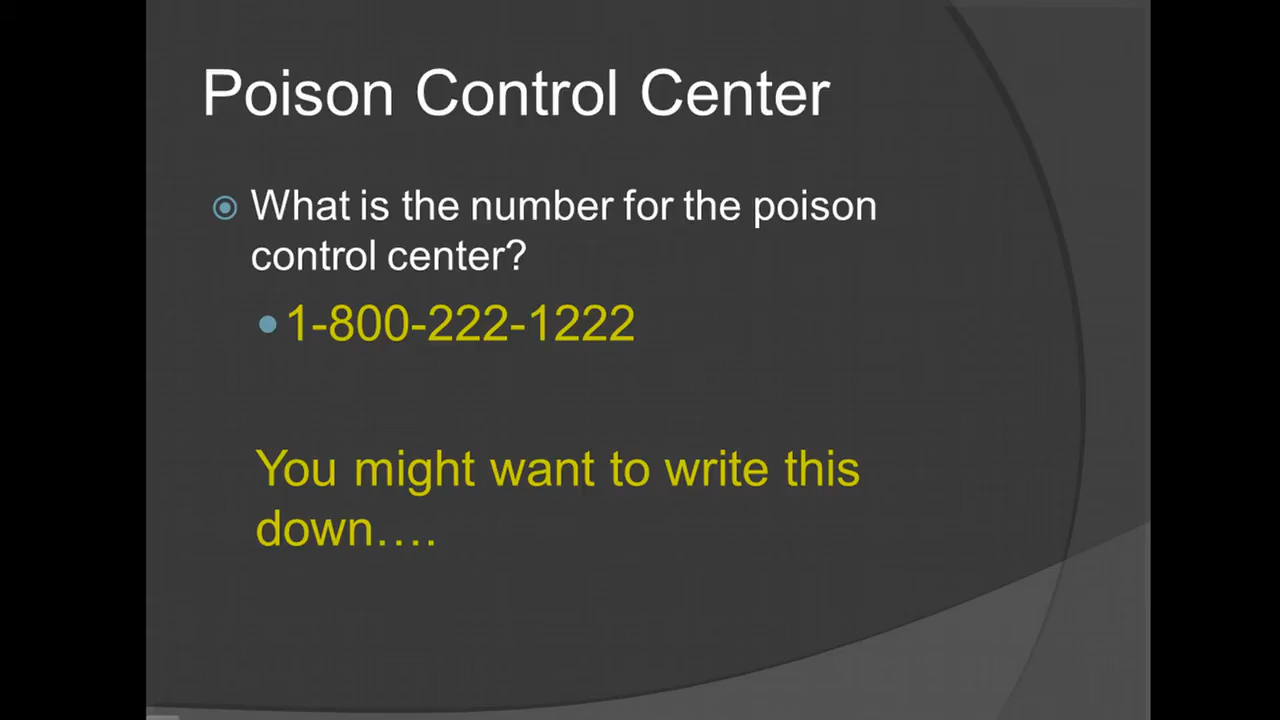 Poison Control Center
What is the number for the poison
control center?
1-800-222-1222
You might want to write this
down….